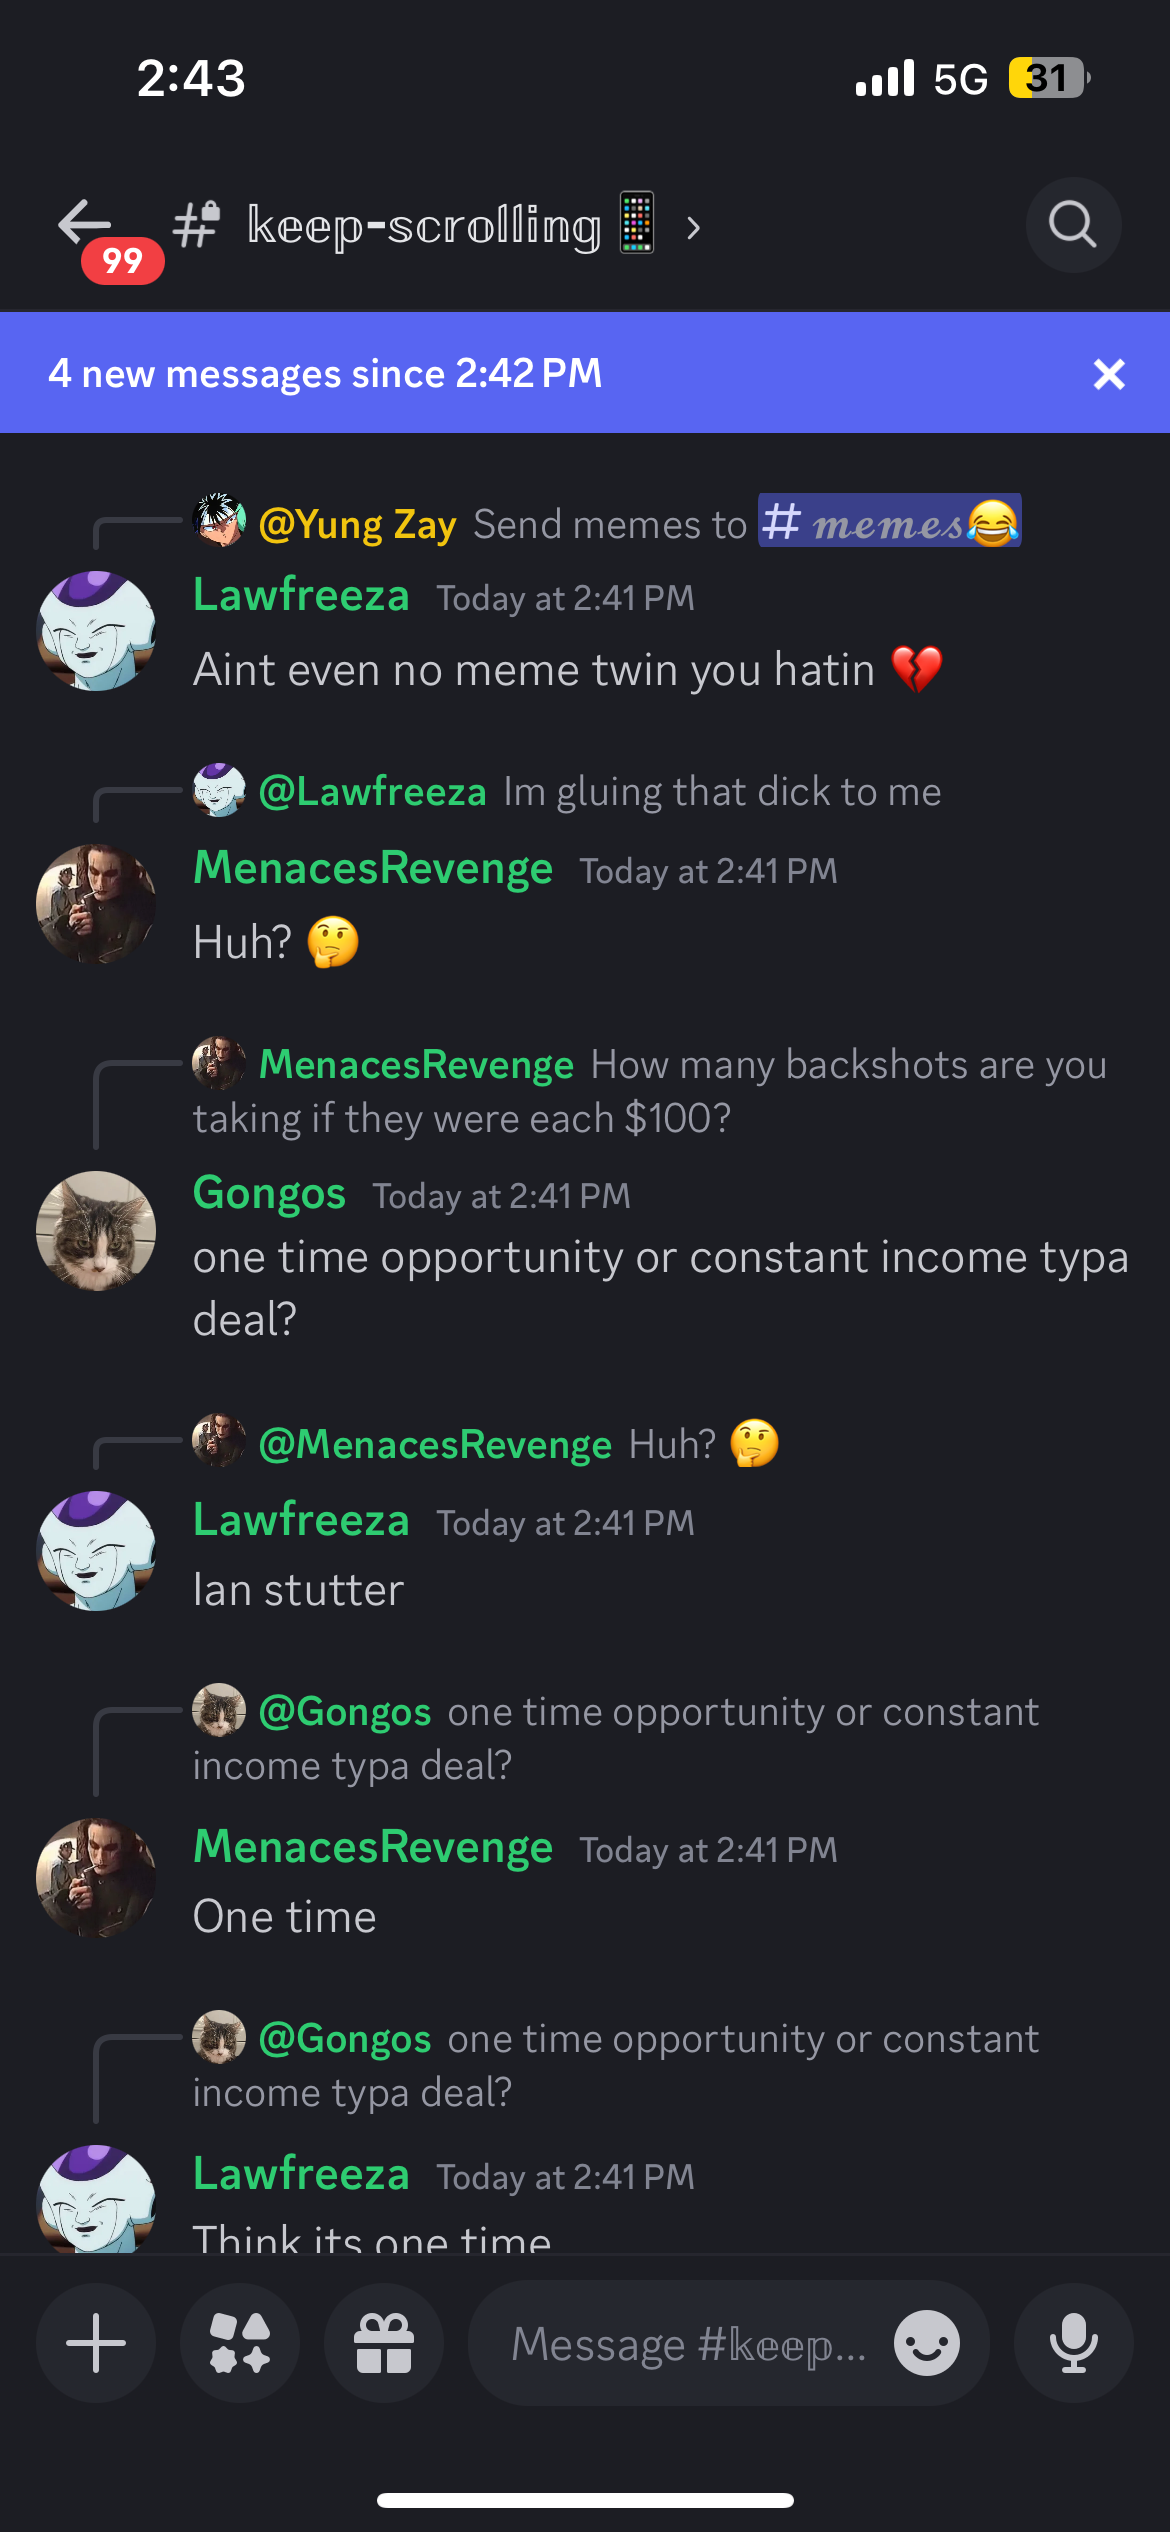 2:43
5G
31
99
# 𝕜𝕖𝕖𝕡-𝕤𝕔𝕣𝕠𝕝𝕝𝕚𝕟𝕘📱 ›
4 new messages since 2:42 PM
@Yung Zay Send memes to # 𝓶𝓮𝓶𝓮𝓼😂
Lawfreeza Today at 2:41 PM
Aint even no meme twin you hatin 💔
@Lawfreeza Im gluing that dick to me
MenacesRevenge Today at 2:41 PM
Huh? 🤔
MenacesRevenge How many backshots are you
taking if they were each $100?
Gongos Today at 2:41 PM
one time opportunity or constant income typa
deal?
@MenacesRevenge Huh? 🤔
Lawfreeza Today at 2:41 PM
Ian stutter
@Gongos one time opportunity or constant
income typa deal?
MenacesRevenge Today at 2:41 PM
One time
@Gongos one time opportunity or constant
income typa deal?
Lawfreeza Today at 2:41 PM
Think its one time
Message #𝕜𝕖𝕖𝕡...